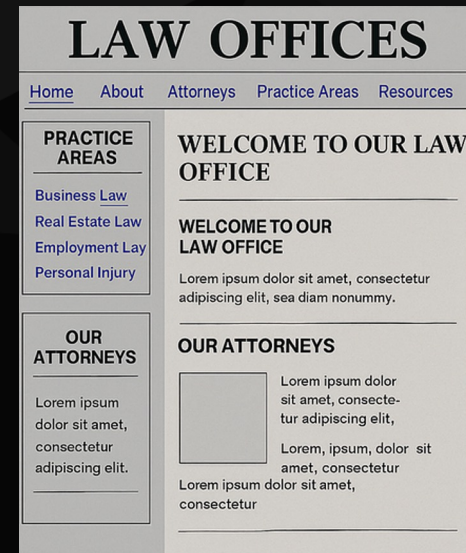 LAW OFFICES
Home About Attorneys Practice Areas Resources
PRACTICE
AREAS
Business Law
Real Estate Law
Employment Lay
Personal Injury
OUR
ATTORNEYS
Lorem ipsum
dolor sit amet,
consectetur
adipiscing elit.
WELCOME TO OUR LAW
OFFICE
WELCOME TO OUR
LAW OFFICE
Lorem ipsum dolor sit amet, consectetur
adipiscing elit, sea diam nonummy.
OUR ATTORNEYS
Lorem ipsum dolor
sit amet, consecte-
tur adipiscing elit,
Lorem, ipsum, dolor sit
amet, consectetur
Lorem ipsum dolor sit amet,
consectetur